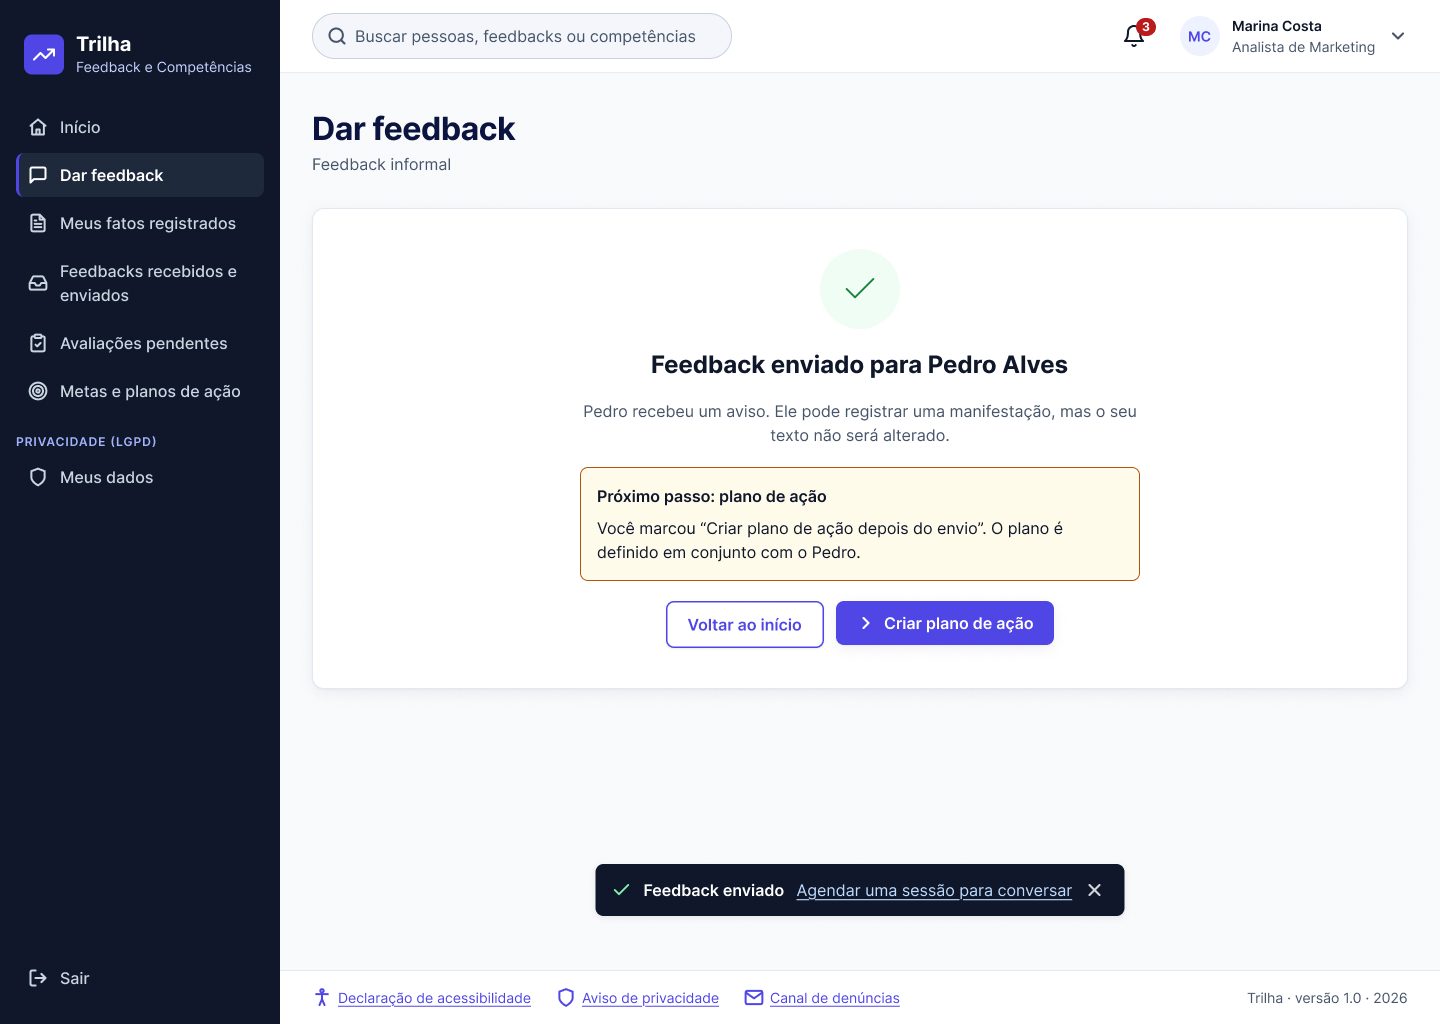 Trilha
Feedback e Competências
Início
Dar feedback
Meus fatos registrados
Feedbacks recebidos e
enviados
Avaliações pendentes
Metas e planos de ação
PRIVACIDADE (LGPD)
Meus dados
Sair
Buscar pessoas, feedbacks ou competências
3
MC
Marina Costa
Analista de Marketing
Dar feedback
Feedback informal
Feedback enviado para Pedro Alves
Pedro recebeu um aviso. Ele pode registrar uma manifestação, mas o seu
texto não será alterado.
Próximo passo: plano de ação
Você marcou “Criar plano de ação depois do envio”. O plano é
definido em conjunto com o Pedro.
Voltar ao início
Criar plano de ação
Feedback enviado Agendar uma sessão para conversar
Declaração de acessibilidade
Aviso de privacidade
Canal de denúncias
Trilha · versão 1.0 · 2026